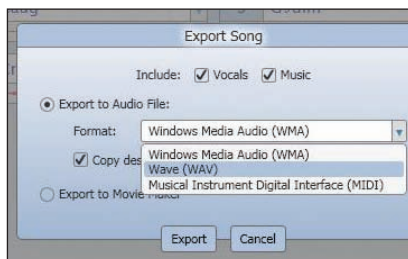 Export Song
Include: Vocals Music
Export to Audio File:
Format: Windows Media Audio (WMA)
Windows Media Audio (WMA)
Wave (WAV)
Musical Instrument Digital Interface (MIDI)
Copy des
Export to Movie Maker
Export Cancel